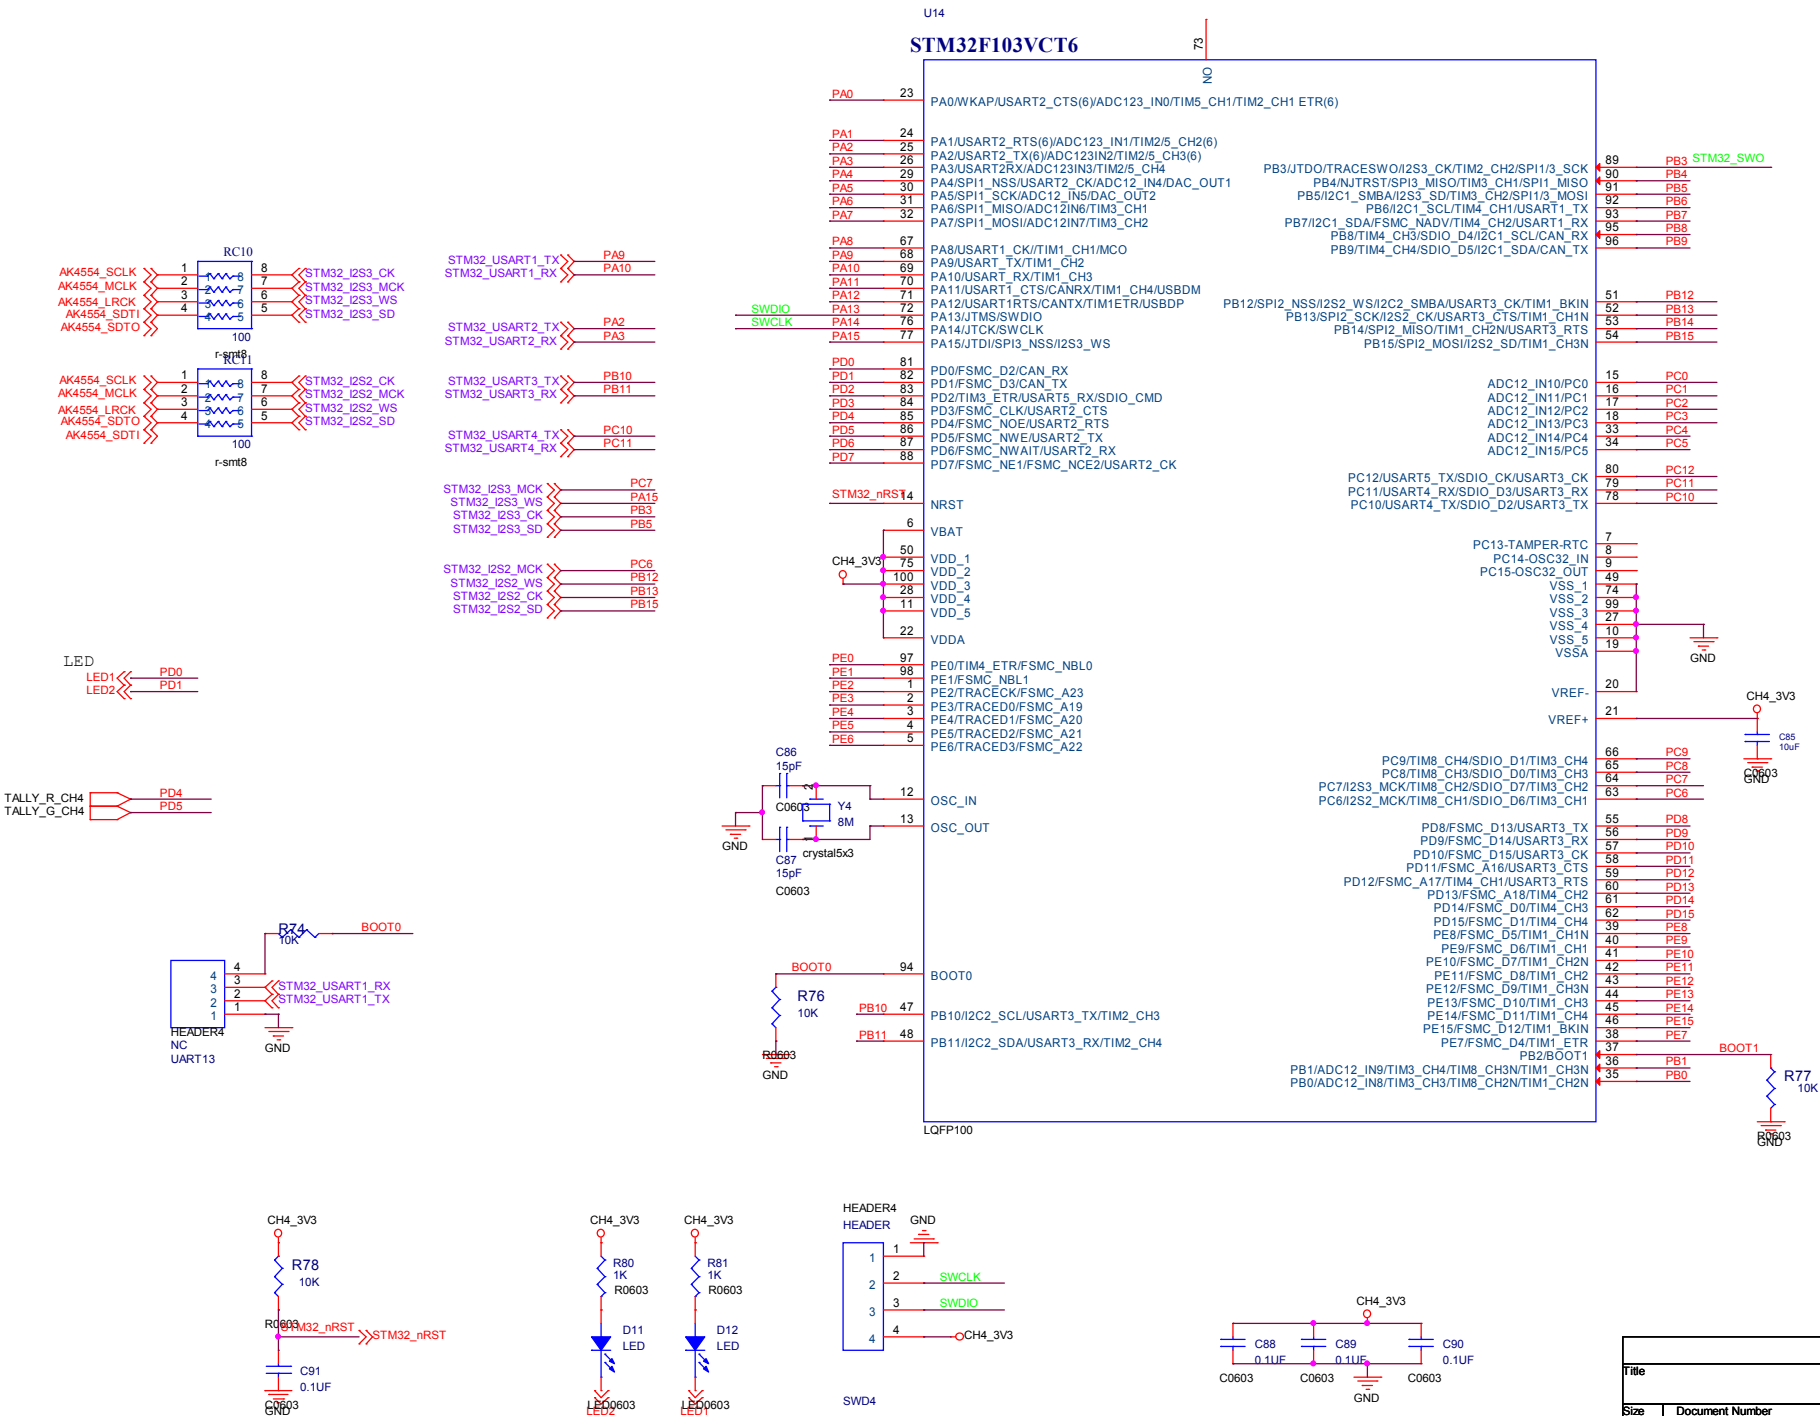 U14
STM32F103VCT6
73
NO
PA0 23 PA0/WKAP/USART2_CTS(6)/ADC123_IN0/TIM5_CH1/TIM2_CH1 ETR(6)
PA1 24 PA1/USART2_RTS(6)/ADC123_IN1/TIM2/5_CH2(6)
PA2 25 PA2/USART2_TX(6)/ADC123IN2/TIM2/5_CH3(6)
PA3 26 PA3/USART2RX/ADC123IN3/TIM2/5_CH4
PA4 29 PA4/SPI1_NSS/USART2_CK/ADC12_IN4/DAC_OUT1
PA5 30 PA5/SPI1_SCK/ADC12_IN5/DAC_OUT2
PA6 31 PA6/SPI1_MISO/ADC12IN6/TIM3_CH1
PA7 32 PA7/SPI1_MOSI/ADC12IN7/TIM3_CH2
PA8 67 PA8/USART1_CK//TIM1_CH1/MCO
PA9 68 PA9/USART_TX/TIM1_CH2
PA10 69 PA10/USART_RX/TIM1_CH3
PA11 70 PA11/USART1_CTS/CANRX/TIM1_CH4/USBDM
PA12 71 PA12/USART1RTS/CANTX/TIM1ETR/USBDP
SWDIO PA13 72 PA13/JTMS/SWDIO
SWCLK PA14 76 PA14/JTCK/SWCLK
PA15 77 PA15/JTDI/SPI3_NSS/I2S3_WS
PD0 81 PD0/FSMC_D2/CAN_RX
PD1 82 PD1/FSMC_D3/CAN_TX
PD2 83 PD2/TIM3_ETR/USART5_RX/SDIO_CMD
PD3 84 PD3/FSMC_CLK/USART2_CTS
PD4 85 PD4/FSMC_NOE/USART2_RTS
PD5 86 PD5/FSMC_NWE/USART2_TX
PD6 87 PD6/FSMC_NWAIT/USART2_RX
PD7 88 PD7/FSMC_NE1/FSMC_NCE2/USART2_CK
STM32_nRST 14 NRST
6 VBAT
50 VDD_1
75 VDD_2
100 VDD_3
28 VDD_4
11 VDD_5
22 VDDA
CH4_3V3
PE0 97 PE0/TIM4_ETR/FSMC_NBL0
PE1 98 PE1/FSMC_NBL1
PE2 1 PE2/TRACECK/FSMC_A23
PE3 2 PE3/TRACED0/FSMC_A19
PE4 3 PE4/TRACED1/FSMC_A20
PE5 4 PE5/TRACED2/FSMC_A21
PE6 5 PE6/TRACED3/FSMC_A22
12 OSC_IN
13 OSC_OUT
C86
15pF
C0603
2
Y4
8M
1
crystal5x3
C87
15pF
C0603
GND
BOOT0 94 BOOT0
R76
10K
R0603
GND
PB10 47 PB10/I2C2_SCL/USART3_TX/TIM2_CH3
PB11 48 PB11/I2C2_SDA/USART3_RX/TIM2_CH4
LQFP100
PB3/JTDO/TRACESWO/I2S3_CK/TIM2_CH2/SPI1/3_SCK 89 PB3 STM32_SWO
PB4/NJTRST/SPI3_MISO/TIM3_CH1/SPI1_MISO 90 PB4
PB5/I2C1_SMBA/I2S3_SD/TIM3_CH2/SPI1/3_MOSI 91 PB5
PB6/I2C1_SCL/TIM4_CH1/USART1_TX 92 PB6
PB7/I2C1_SDA/FSMC_NADV/TIM4_CH2/USART1_RX 93 PB7
PB8/TIM4_CH3/SDIO_D4/I2C1_SCL/CAN_RX 95 PB8
PB9/TIM4_CH4/SDIO_D5/I2C1_SDA/CAN_TX 96 PB9
PB12/SPI2_NSS/I2S2_WS/I2C2_SMBA/USART3_CK/TIM1_BKIN 51 PB12
PB13/SPI2_SCK/I2S2_CK/USART3_CTS/TIM1_CH1N 52 PB13
PB14/SPI2_MISO/TIM1_CH2N/USART3_RTS 53 PB14
PB15/SPI2_MOSI/I2S2_SD/TIM1_CH3N 54 PB15
ADC12_IN10/PC0 15 PC0
ADC12_IN11/PC1 16 PC1
ADC12_IN12/PC2 17 PC2
ADC12_IN13/PC3 18 PC3
ADC12_IN14/PC4 33 PC4
ADC12_IN15/PC5 34 PC5
PC12/USART5_TX/SDIO_CK/USART3_CK 80 PC12
PC11/USART4_RX/SDIO_D3/USART3_RX 79 PC11
PC10/USART4_TX/SDIO_D2/USART3_TX 78 PC10
PC13-TAMPER-RTC 7
PC14-OSC32_IN 8
PC15-OSC32_OUT 9
VSS_1 49
VSS_2 74
VSS_3 99
VSS_4 27
VSS_5 10
VSSA 19
GND
VREF- 20
VREF+ 21
CH4_3V3
C85
10uF
C0603
GND
PC9/TIM8_CH4/SDIO_D1/TIM3_CH4 66 PC9
PC8/TIM8_CH3/SDIO_D0/TIM3_CH3 65 PC8
PC7/I2S3_MCK/TIM8_CH2/SDIO_D7/TIM3_CH2 64 PC7
PC6/I2S2_MCK/TIM8_CH1/SDIO_D6/TIM3_CH1 63 PC6
PD8/FSMC_D13/USART3_TX 55 PD8
PD9/FSMC_D14/USART3_RX 56 PD9
PD10/FSMC_D15/USART3_CK 57 PD10
PD11/FSMC_A16/USART3_CTS 58 PD11
PD12/FSMC_A17/TIM4_CH1/USART3_RTS 59 PD12
PD13/FSMC_A18/TIM4_CH2 60 PD13
PD14/FSMC_D0/TIM4_CH3 61 PD14
PD15/FSMC_D1/TIM4_CH4 62 PD15
PE8/FSMC_D5/TIM1_CH1N 39 PE8
PE9/FSMC_D6/TIM1_CH1 40 PE9
PE10/FSMC_D7/TIM1_CH2N 41 PE10
PE11/FSMC_D8/TIM1_CH2 42 PE11
PE12/FSMC_D9/TIM1_CH3N 43 PE12
PE13/FSMC_D10/TIM1_CH3 44 PE13
PE14/FSMC_D11/TIM1_CH4 45 PE14
PE15/FSMC_D12/TIM1_BKIN 46 PE15
PE7/FSMC_D4/TIM1_ETR 38 PE7
PB2/BOOT1 37 BOOT1
PB1/ADC12_IN9/TIM3_CH4/TIM8_CH3N/TIM1_CH3N 36 PB1
PB0/ADC12_IN8/TIM3_CH3/TIM8_CH2N/TIM1_CH2N 35 PB0
R77
10K
R0603
GND
RC10
AK4554_SCLK 1 1 8 8 STM32_I2S3_CK
AK4554_MCLK 2 2 7 7 STM32_I2S3_MCK
AK4554_LRCK 3 3 6 6 STM32_I2S3_WS
AK4554_SDTI 4 4 5 5 STM32_I2S3_SD
AK4554_SDTO
100
r-smt8
RC11
AK4554_SCLK 1 1 8 8 STM32_I2S2_CK
AK4554_MCLK 2 2 7 7 STM32_I2S2_MCK
AK4554_LRCK 3 3 6 6 STM32_I2S2_WS
AK4554_SDTO 4 4 5 5 STM32_I2S2_SD
AK4554_SDTI
100
r-smt8
STM32_USART1_TX PA9
STM32_USART1_RX PA10
STM32_USART2_TX PA2
STM32_USART2_RX PA3
STM32_USART3_TX PB10
STM32_USART3_RX PB11
STM32_USART4_TX PC10
STM32_USART4_RX PC11
STM32_I2S3_MCK PC7
STM32_I2S3_WS PA15
STM32_I2S3_CK PB3
STM32_I2S3_SD PB5
STM32_I2S2_MCK PC6
STM32_I2S2_WS PB12
STM32_I2S2_CK PB13
STM32_I2S2_SD PB15
LED
LED1 PD0
LED2 PD1
TALLY_R_CH4 PD4
TALLY_G_CH4 PD5
R74
10K
BOOT0
4 4
3 3 STM32_USART1_RX
2 2 STM32_USART1_TX
1 1
HEADER4
NC
UART13
GND
CH4_3V3
R78
10K
R0603
STM32_nRST STM32_nRST
C91
0.1UF
C0603
GND
CH4_3V3
R80
1K
R0603
D11
LED
LED0603
LED2
CH4_3V3
R81
1K
R0603
D12
LED
LED0603
LED1
HEADER4
HEADER
GND
1 1
2 2 SWCLK
3 3 SWDIO
4 4 CH4_3V3
SWD4
CH4_3V3
C88
0.1UF
C0603
C89
0.1UF
C0603
C90
0.1UF
C0603
GND
Title
Size Document Number